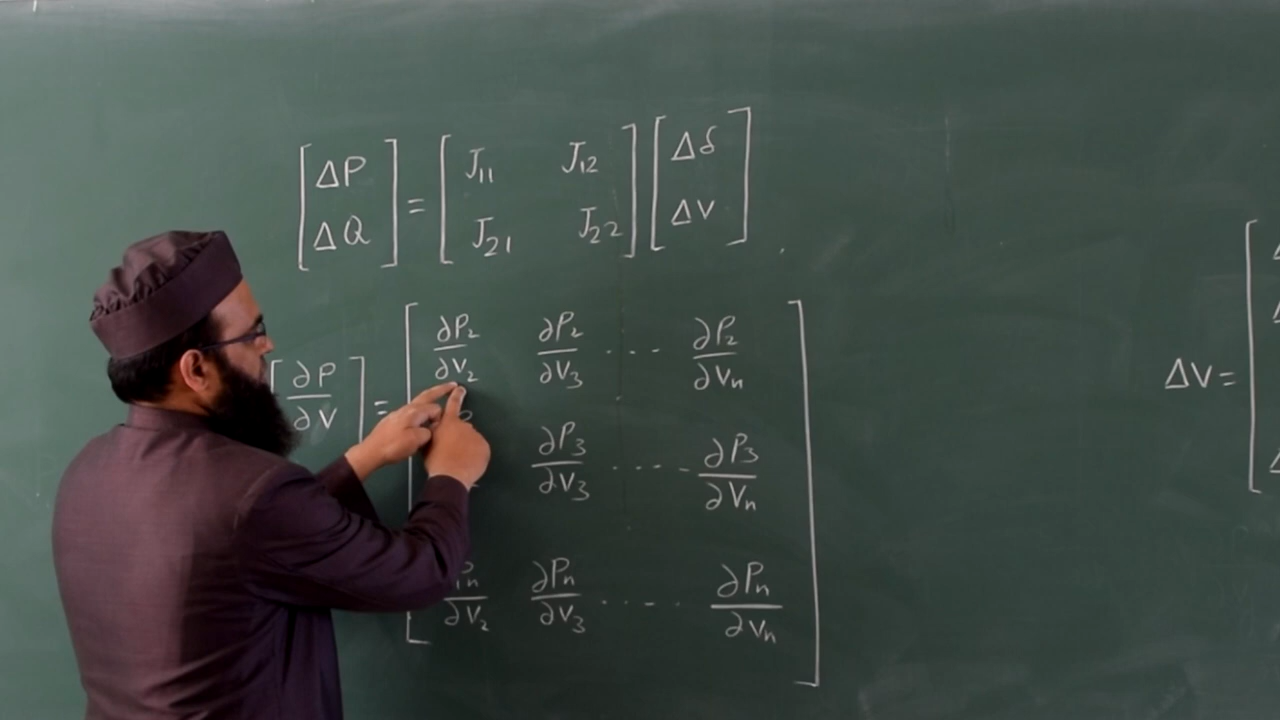 [ΔP] = [J11 J12] [Δδ]
[ΔQ] [J21 J22] [ΔV]
[∂P/∂V] = [∂P2/∂V2 ∂P2/∂V3 .... ∂P2/∂Vn]
∂P3/∂V3 ..... ∂P3/∂Vn
∂Pn/∂V2 ∂Pn/∂V3 ..... ∂Pn/∂Vn
ΔV = [